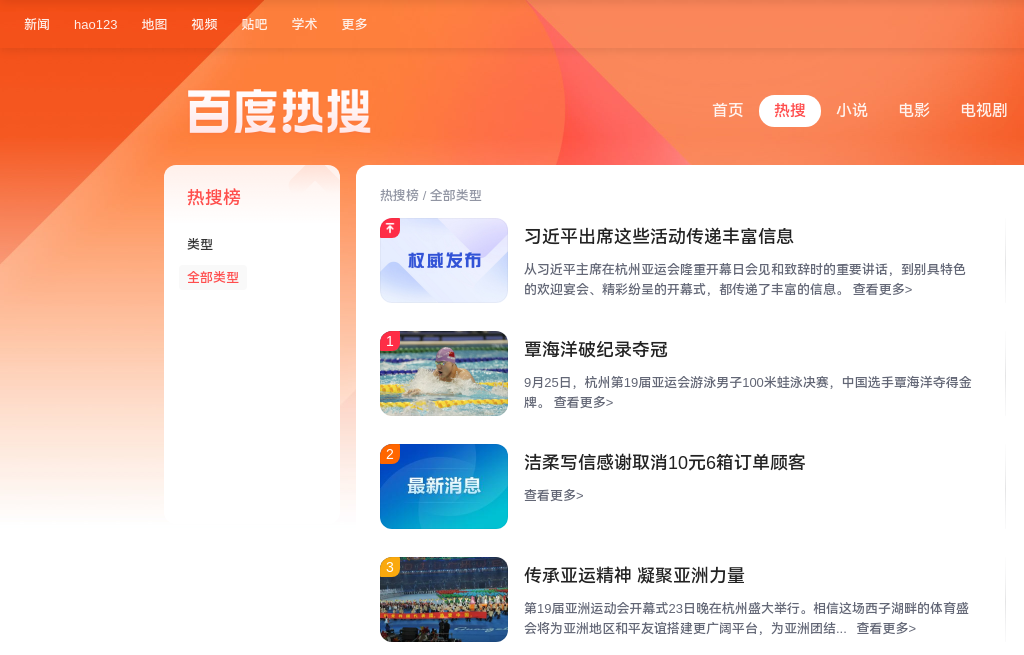 新闻 hao123 地图 视频 贴吧 学术 更多
百度热搜
首页 热搜 小说 电影 电视剧
热搜榜
类型
全部类型
热搜榜 / 全部类型
权威发布
习近平出席这些活动传递丰富信息
从习近平主席在杭州亚运会隆重开幕日会见和致辞时的重要讲话，到别具特色
的欢迎宴会、精彩纷呈的开幕式，都传递了丰富的信息。 查看更多>
1
覃海洋破纪录夺冠
9月25日，杭州第19届亚运会游泳男子100米蛙泳决赛，中国选手覃海洋夺得金
牌。 查看更多>
2
最新消息
洁柔写信感谢取消10元6箱订单顾客
查看更多>
3
传承亚运精神 凝聚亚洲力量
第19届亚洲运动会开幕式23日晚在杭州盛大举行。相信这场西子湖畔的体育盛
会将为亚洲地区和平友谊搭建更广阔平台，为亚洲团结... 查看更多>